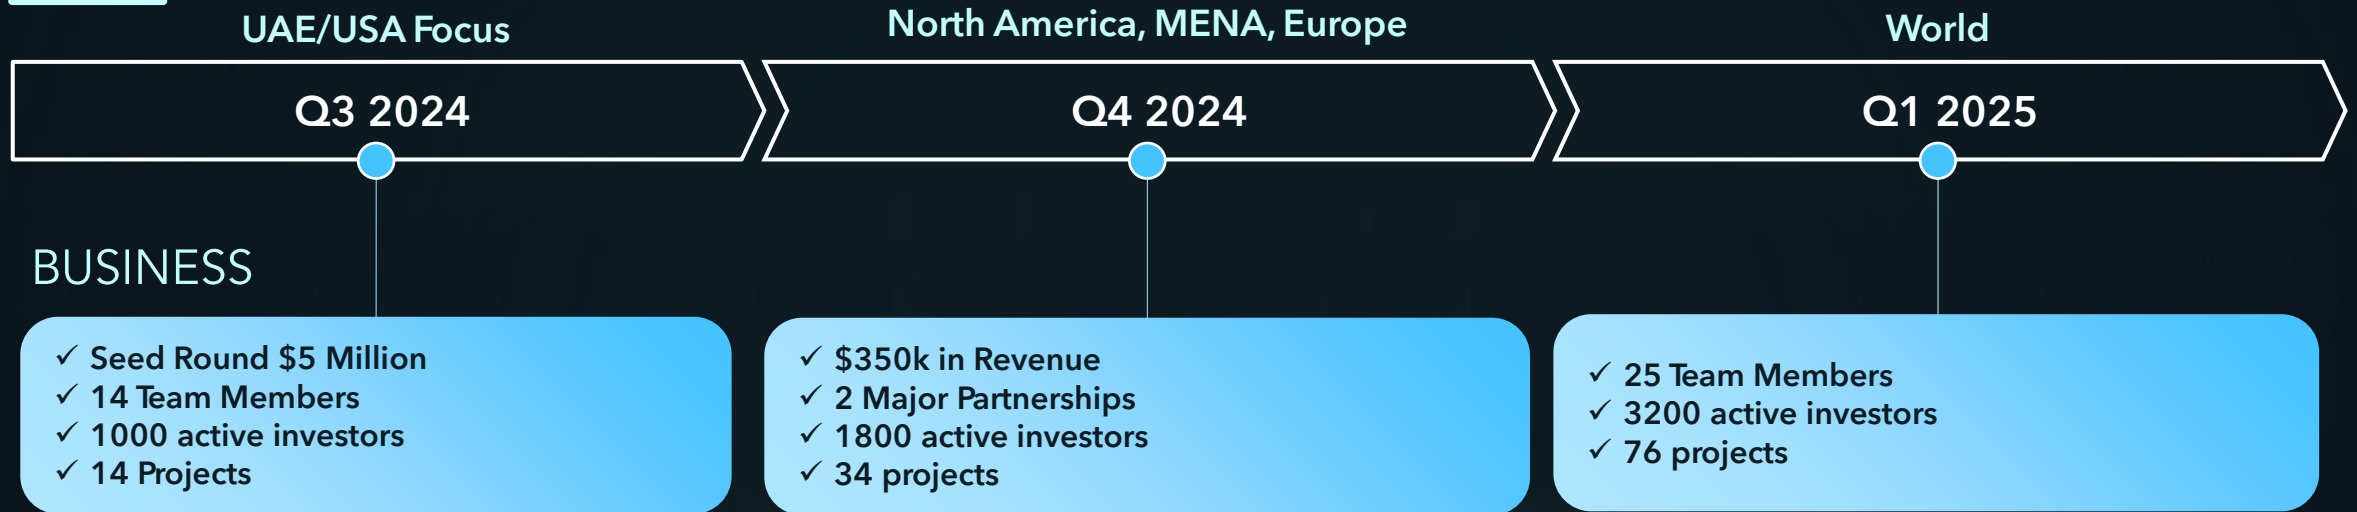 UAE/USA Focus
North America, MENA, Europe
World
Q3 2024
Q4 2024
Q1 2025
BUSINESS
✓ Seed Round $5 Million
✓ 14 Team Members
✓ 1000 active investors
✓ 14 Projects
✓ $350k in Revenue
✓ 2 Major Partnerships
✓ 1800 active investors
✓ 34 projects
✓ 25 Team Members
✓ 3200 active investors
✓ 76 projects